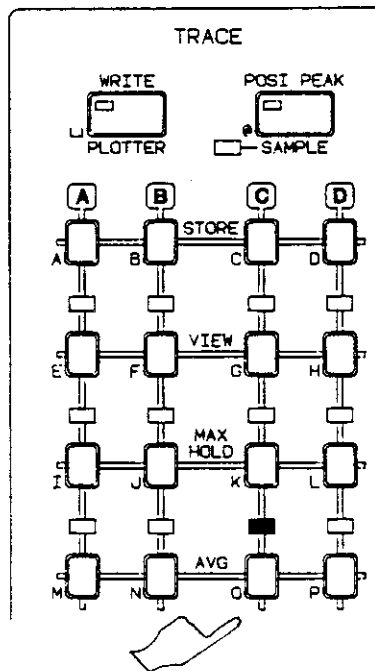 TRACE
WRITE POSI PEAK
⊔ PLOTTER @ SAMPLE
A B C D
STORE
A B C D
VIEW
E F G H
MAX
HOLD
I J K L
AVG
M N O P